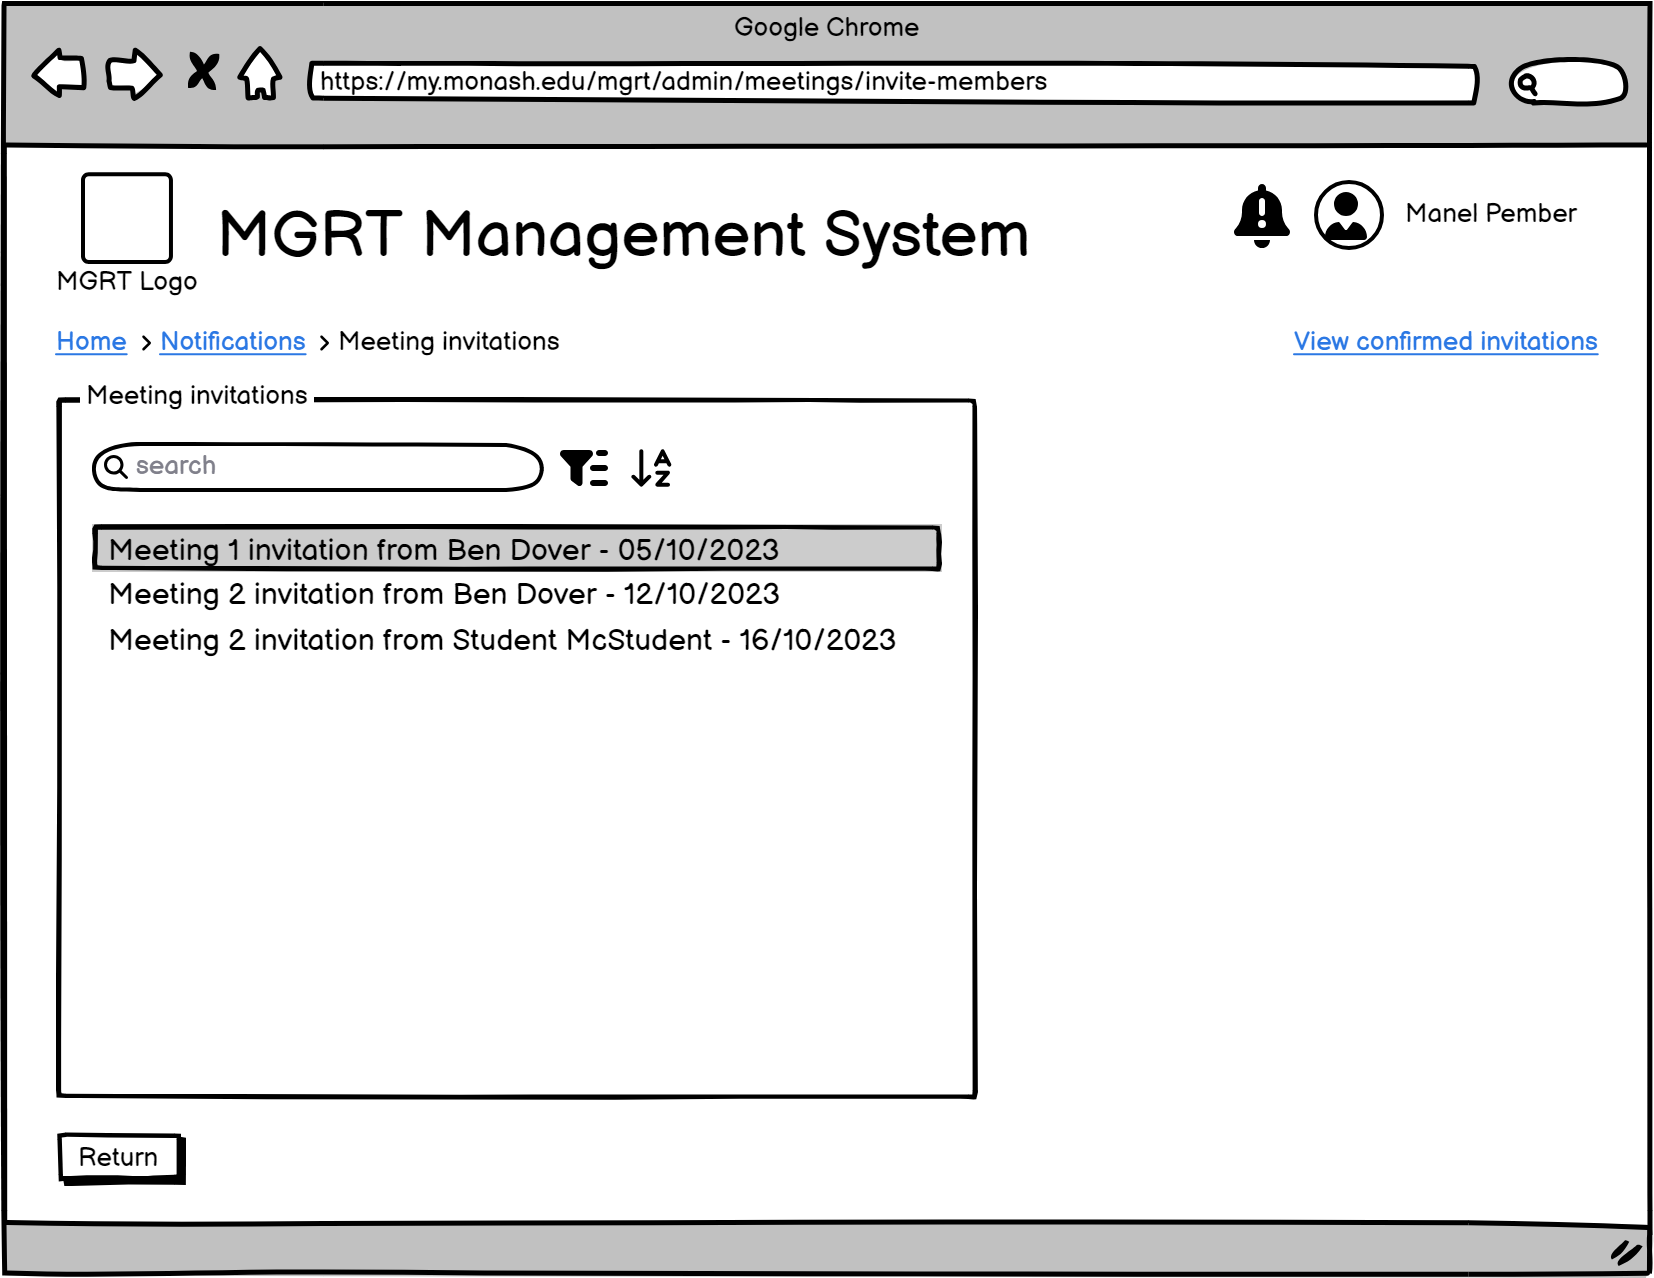 Google Chrome
https://my.monash.edu/mgrt/admin/meetings/invite-members
MGRT Management System
Manel Pember
MGRT Logo
Home > Notifications > Meeting invitations
View confirmed invitations
Meeting invitations
search
Meeting 1 invitation from Ben Dover - 05/10/2023
Meeting 2 invitation from Ben Dover - 12/10/2023
Meeting 2 invitation from Student McStudent - 16/10/2023
Return